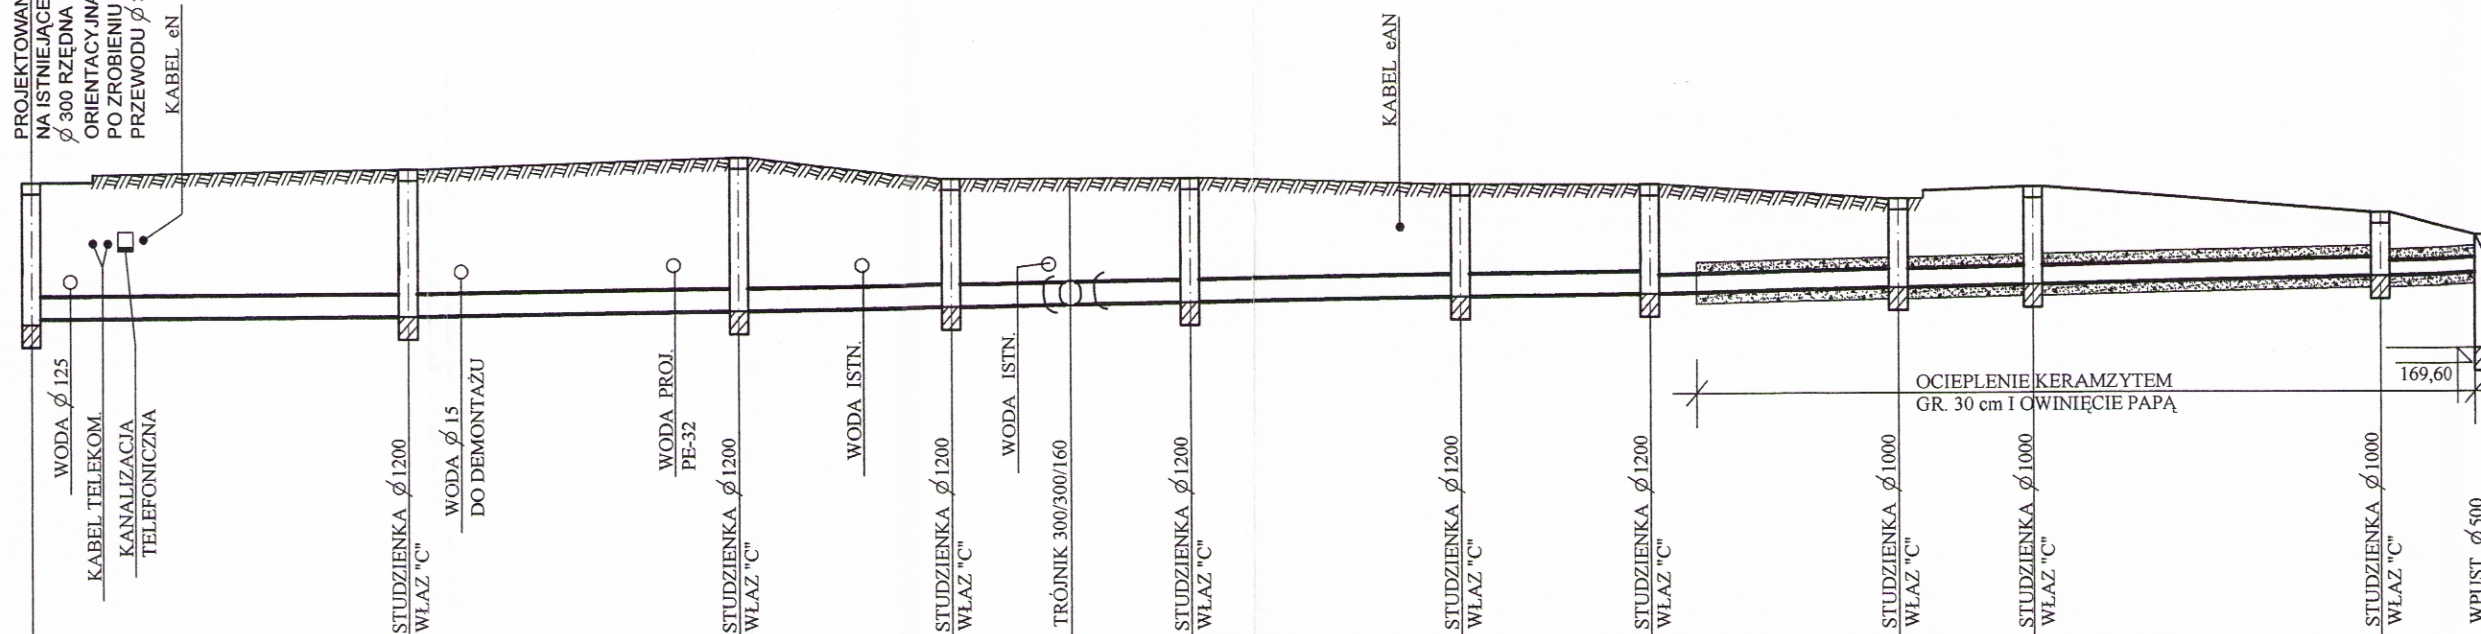 PROJEKTOWAN
NA ISTNIEJĄCE
Ø 300 RZĘDNA
ORIENTACYJNA
PO ZROBIENIU
PRZEWODU Ø
KABEL eN
KABEL eAN
WODA Ø 125
KABEL TELEKOM.
KANALIZACJA
TELEFONICZNA
STUDZIENKA Ø 1200
WŁAZ "C"
WODA Ø 15
DO DEMONTAŻU
WODA PROJ.
PE-32
STUDZIENKA Ø 1200
WŁAZ "C"
WODA ISTN.
STUDZIENKA Ø 1200
WŁAZ "C"
WODA ISTN.
TRÓJNIK 300/300/160
STUDZIENKA Ø 1200
WŁAZ "C"
STUDZIENKA Ø 1200
WŁAZ "C"
STUDZIENKA Ø 1200
WŁAZ "C"
OCIEPLENIE KERAMZYTEM
GR. 30 cm I OWINIĘCIE PAPĄ
STUDZIENKA Ø 1000
WŁAZ "C"
STUDZIENKA Ø 1000
WŁAZ "C"
STUDZIENKA Ø 1000
WŁAZ "C"
169,60
WPUST Ø 500